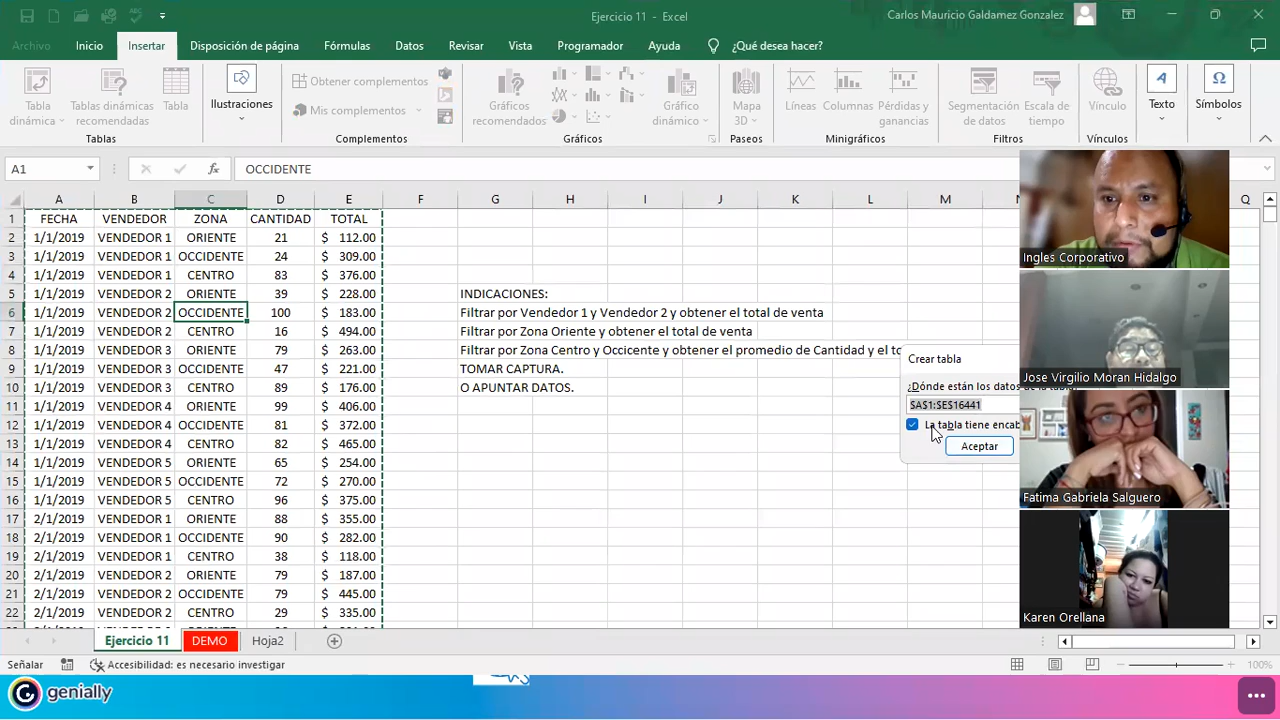 Ejercicio 11 - Excel
Carlos Mauricio Galdamez Gonzalez
Archivo Inicio Insertar Disposición de página Fórmulas Datos Revisar Vista Programador Ayuda ¿Qué desea hacer?
Tabla dinámica
Tablas dinámicas recomendadas
Tabla
Ilustraciones
Obtener complementos
Mis complementos
Gráficos recomendados
Gráfico dinámico
Mapa 3D
Líneas
Columnas
Pérdidas y ganancias
Segmentación de datos
Escala de tiempo
Vínculo
Texto
Símbolos
Tablas Complementos Gráficos Paseos Minigráficos Filtros Vínculos
A1 fx OCCIDENTE
A B C D E F G H I J K L M N Q
1 FECHA VENDEDOR ZONA CANTIDAD TOTAL
2 1/1/2019 VENDEDOR 1 ORIENTE 21 $ 112.00
3 1/1/2019 VENDEDOR 1 OCCIDENTE 24 $ 309.00
4 1/1/2019 VENDEDOR 1 CENTRO 83 $ 376.00
5 1/1/2019 VENDEDOR 2 ORIENTE 39 $ 228.00 INDICACIONES:
6 1/1/2019 VENDEDOR 2 OCCIDENTE 100 $ 183.00 Filtrar por Vendedor 1 y Vendedor 2 y obtener el total de venta
7 1/1/2019 VENDEDOR 2 CENTRO 16 $ 494.00 Filtrar por Zona Oriente y obtener el total de venta
8 1/1/2019 VENDEDOR 3 ORIENTE 79 $ 263.00 Filtrar por Zona Centro y Occicente y obtener el promedio de Cantidad y el to
9 1/1/2019 VENDEDOR 3 OCCIDENTE 47 $ 221.00 TOMAR CAPTURA.
10 1/1/2019 VENDEDOR 3 CENTRO 89 $ 176.00 O APUNTAR DATOS.
11 1/1/2019 VENDEDOR 4 ORIENTE 99 $ 406.00
12 1/1/2019 VENDEDOR 4 OCCIDENTE 81 $ 372.00
13 1/1/2019 VENDEDOR 4 CENTRO 82 $ 465.00
14 1/1/2019 VENDEDOR 5 ORIENTE 65 $ 254.00
15 1/1/2019 VENDEDOR 5 OCCIDENTE 72 $ 270.00
16 1/1/2019 VENDEDOR 5 CENTRO 96 $ 375.00
17 2/1/2019 VENDEDOR 1 ORIENTE 88 $ 355.00
18 2/1/2019 VENDEDOR 1 OCCIDENTE 90 $ 282.00
19 2/1/2019 VENDEDOR 1 CENTRO 38 $ 118.00
20 2/1/2019 VENDEDOR 2 ORIENTE 79 $ 187.00
21 2/1/2019 VENDEDOR 2 OCCIDENTE 79 $ 445.00
22 2/1/2019 VENDEDOR 2 CENTRO 29 $ 335.00
Crear tabla
¿Dónde están los datos de la tabla
$A$1:$E$16441
La tabla tiene encab
Aceptar
Ingles Corporativo
Jose Virgilio Moran Hidalgo
Fatima Gabriela Salguero
Karen Orellana
Ejercicio 11 DEMO Hoja2
Señalar Accesibilidad: es necesario investigar 100%
genially